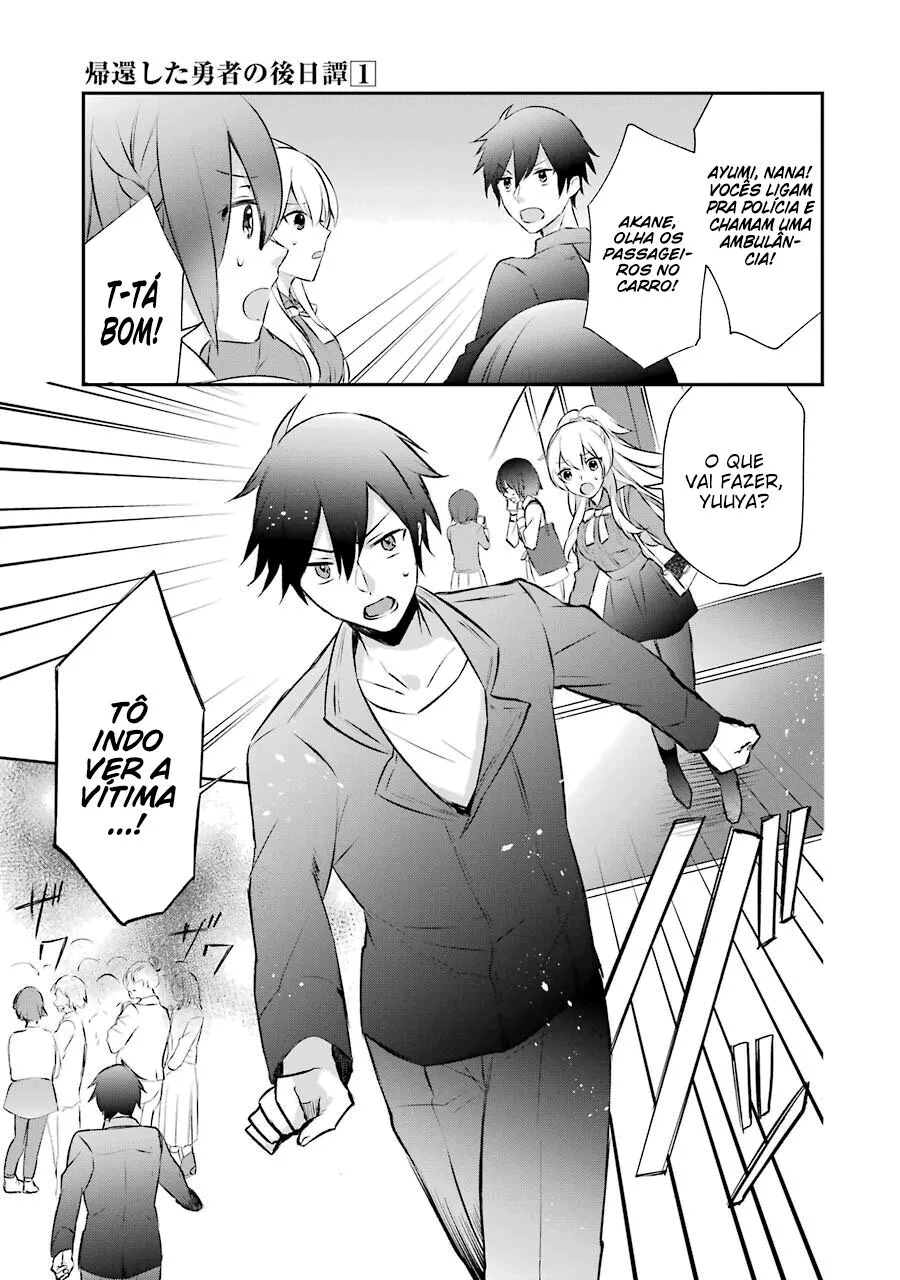 帰還した勇者の後日譚1
AYUMI, NANA!
VOCÊS LIGAM
PRA POLÍCIA E
CHAMAM UMA
AMBULÂN-
CIA!
AKANE,
OLHA OS
PASSAGEI-
ROS NO
CARRO!
T-TÁ
BOM!
O QUE
VAI FAZER,
YUUYA?
TÔ
INDO
VER A
VÍTIMA
...!
ザワ
ザワ